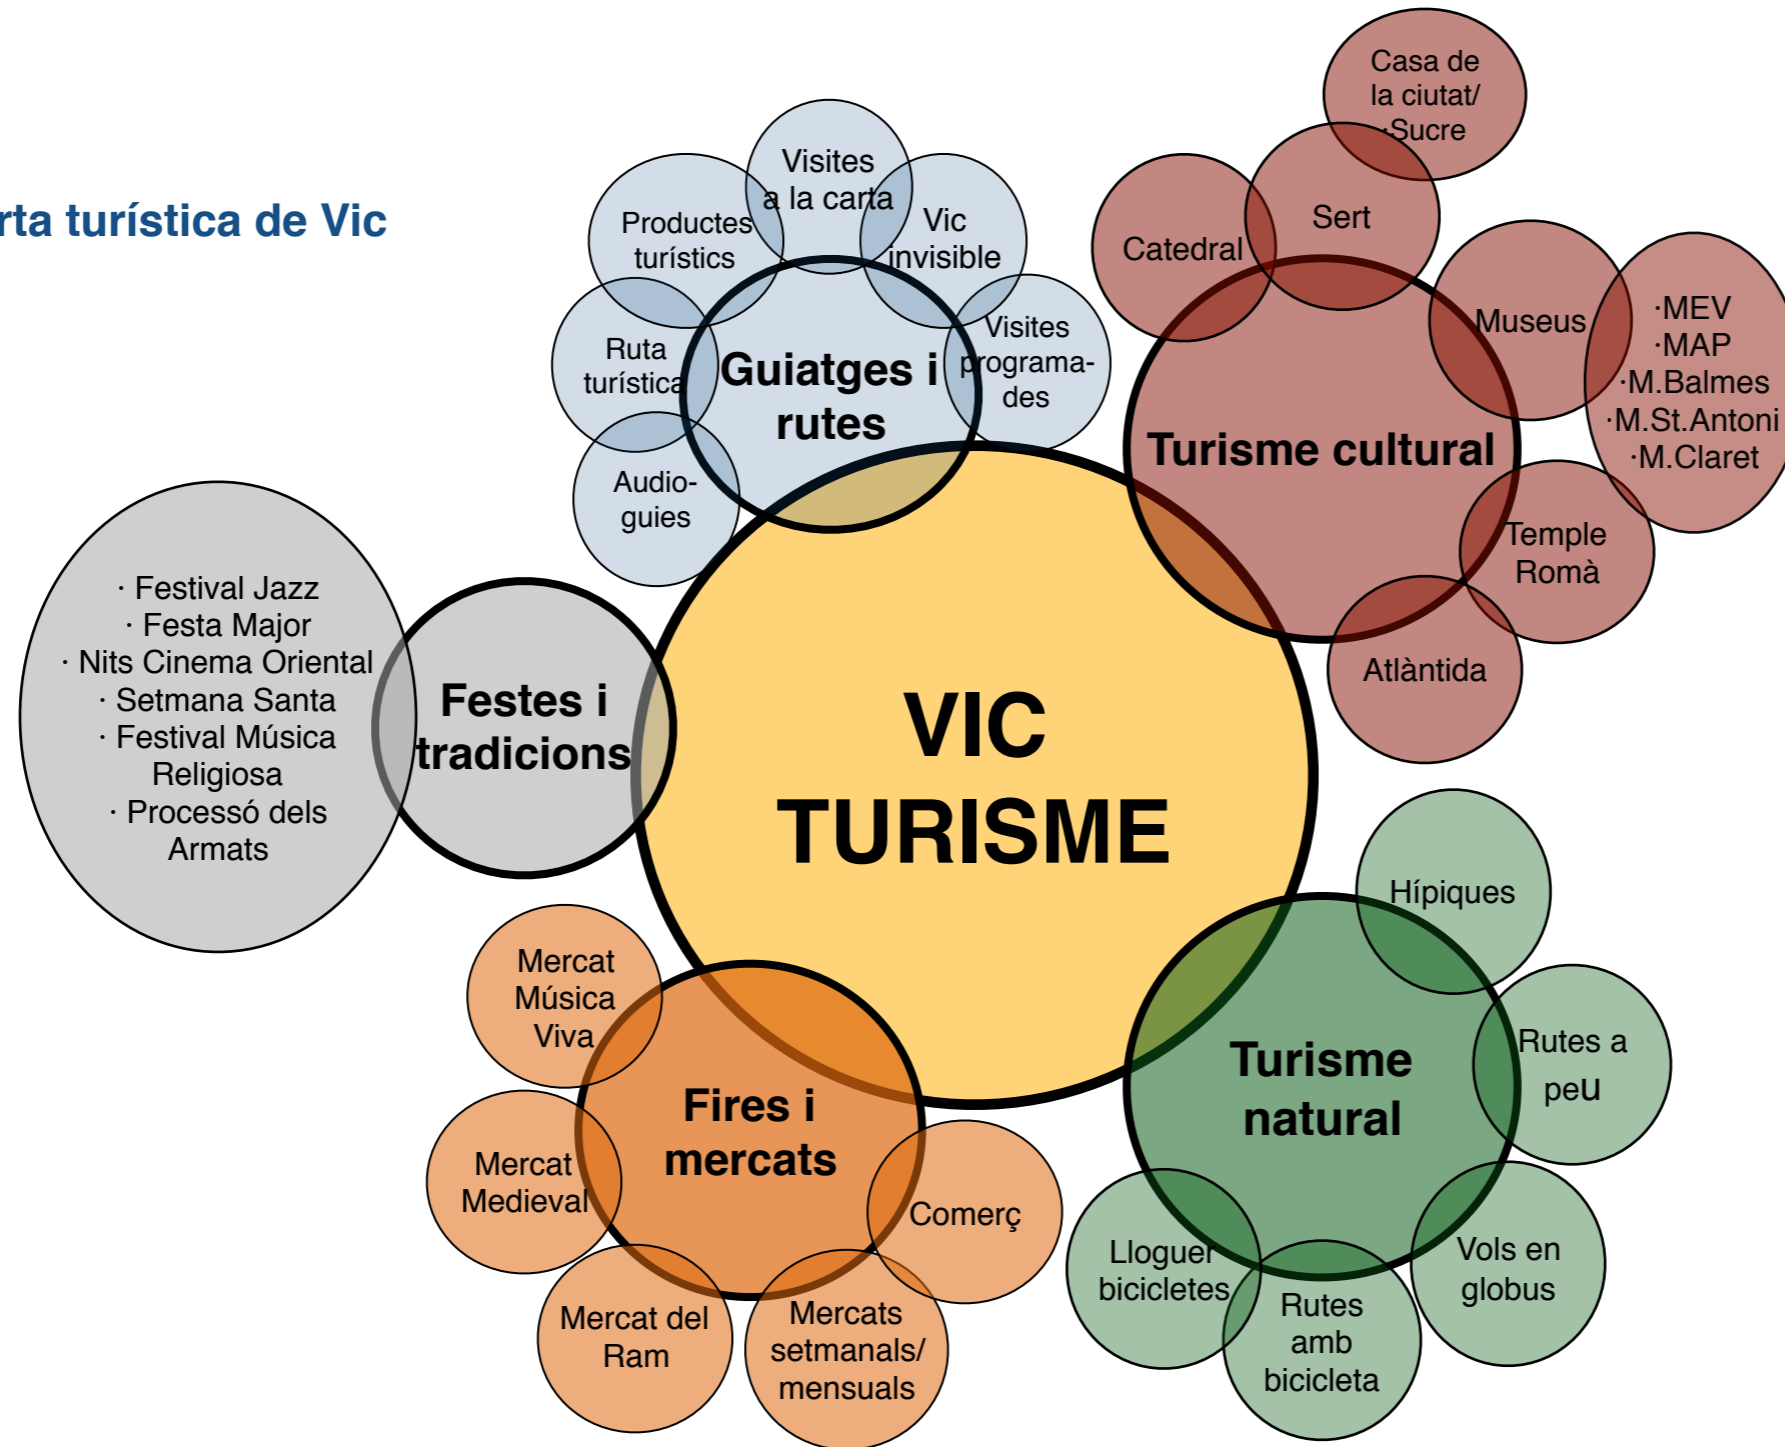 rta turística de Vic
Casa de
la ciutat/
·Sucre
Sert
Catedral
Museus
·MEV
·MAP
·M.Balmes
·M.St.Antoni
·M.Claret
Turisme cultural
Temple
Romà
Atlàntida
Visites
a la carta
Productes
turístics
Vic
invisible
Ruta
turística
Visites
programa-
des
Guiatges i
rutes
Audio-
guies
· Festival Jazz
· Festa Major
· Nits Cinema Oriental
· Setmana Santa
· Festival Música
Religiosa
· Processó dels
Armats
Festes i
tradicions
VIC
TURISME
Mercat
Música
Viva
Fires i
mercats
Mercat
Medieval
Mercat del
Ram
Mercats
setmanals/
mensuals
Comerç
Hípiques
Turisme
natural
Rutes a
peu
Vols en
globus
Lloguer
bicicletes
Rutes
amb
bicicleta